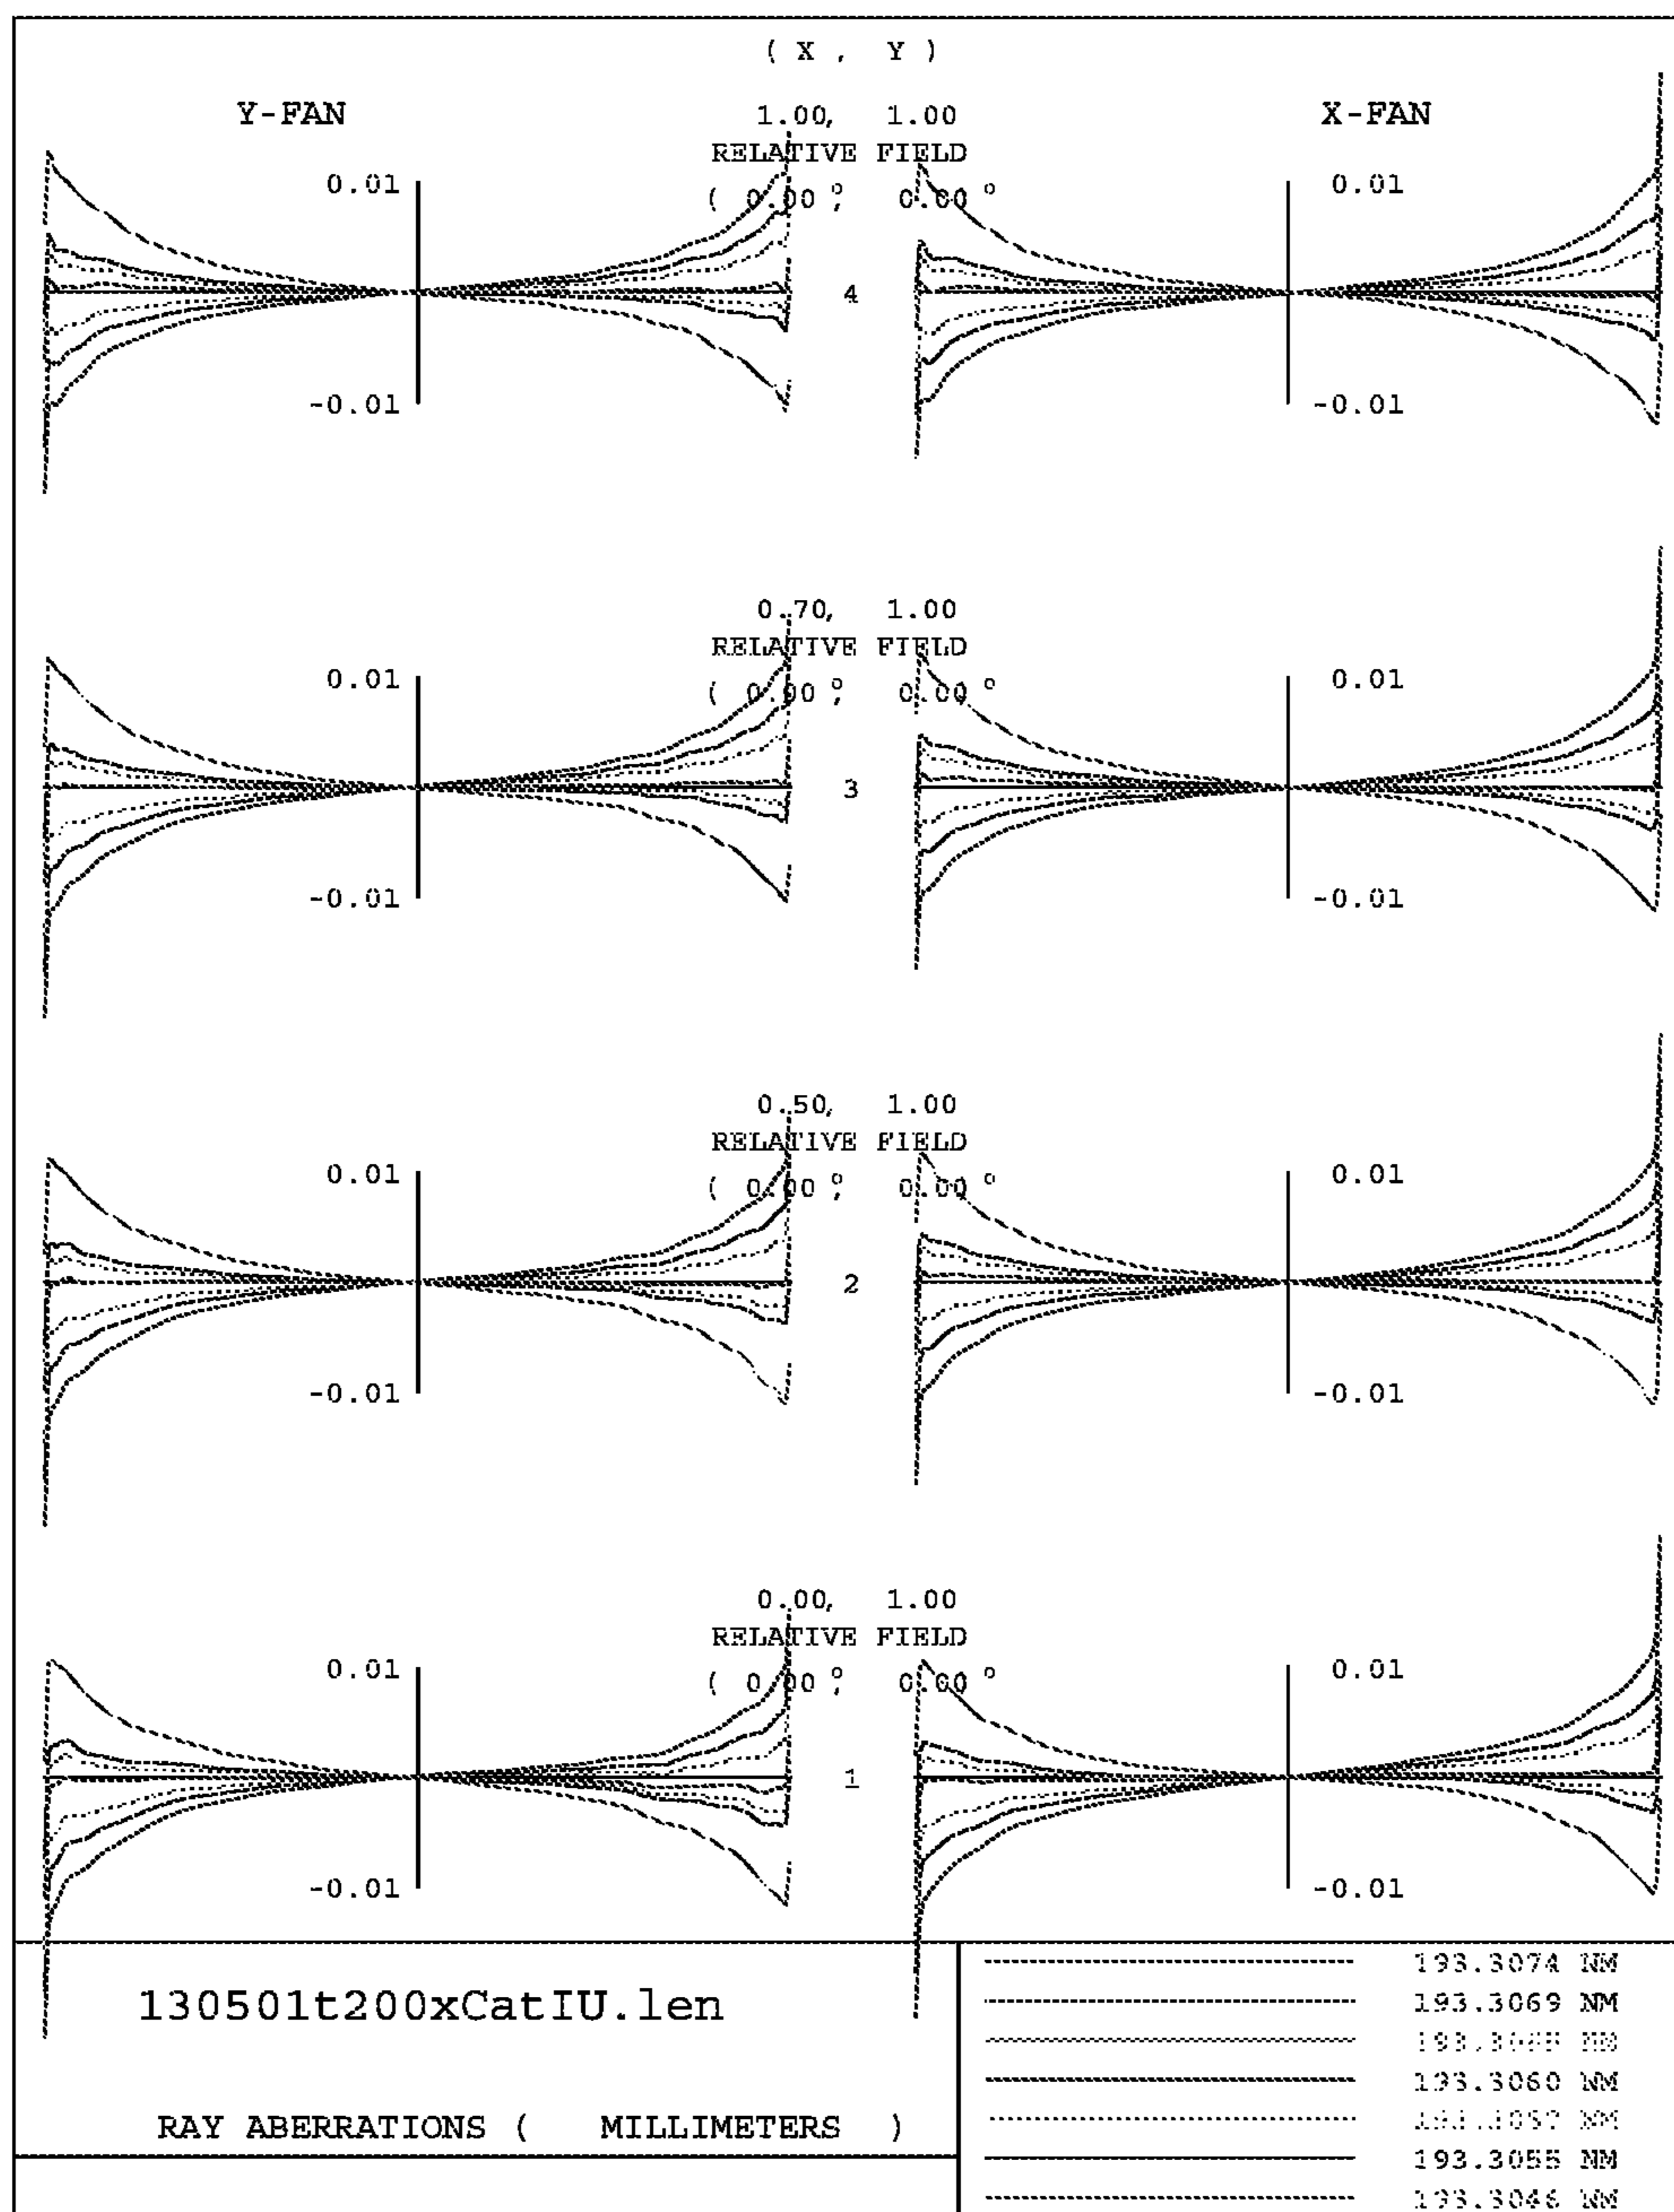 ( X , Y )
Y-FAN X-FAN
1.00, 1.00
RELATIVE FIELD
0.01 ( 0.00 °, 0.00 ° 0.01
4
-0.01 -0.01
0.70, 1.00
RELATIVE FIELD
0.01 ( 0.00 °, 0.00 ° 0.01
3
-0.01 -0.01
0.50, 1.00
RELATIVE FIELD
0.01 ( 0.00 °, 0.00 ° 0.01
2
-0.01 -0.01
0.00, 1.00
RELATIVE FIELD
0.01 ( 0.00 °, 0.00 ° 0.01
1
-0.01 -0.01
130501t200xCatIU.len
RAY ABERRATIONS ( MILLIMETERS )
193.3074 NM
193.3069 NM
NM
193.3060 NM
193.3057 NM
193.3055 NM
193.3046 NM